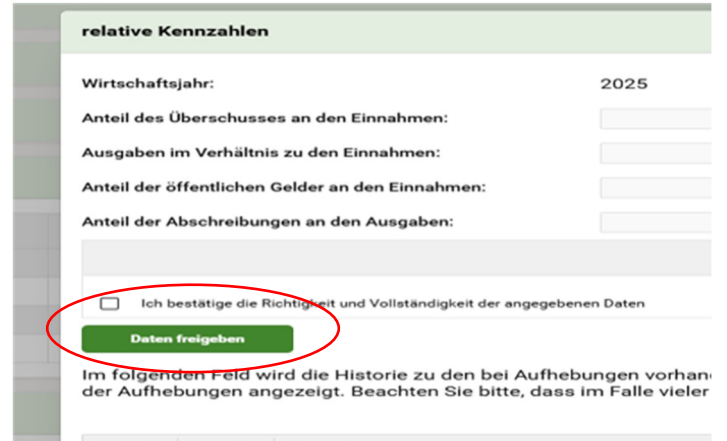 relative Kennzahlen
Wirtschaftsjahr: 2025
Anteil des Überschusses an den Einnahmen:
Ausgaben im Verhältnis zu den Einnahmen:
Anteil der öffentlichen Gelder an den Einnahmen:
Anteil der Abschreibungen an den Ausgaben:
Ich bestätige die Richtigkeit und Vollständigkeit der angegebenen Daten
Daten freigeben
Im folgenden Feld wird die Historie zu den bei Aufhebungen vorhan
der Aufhebungen angezeigt. Beachten Sie bitte, dass im Falle vieler